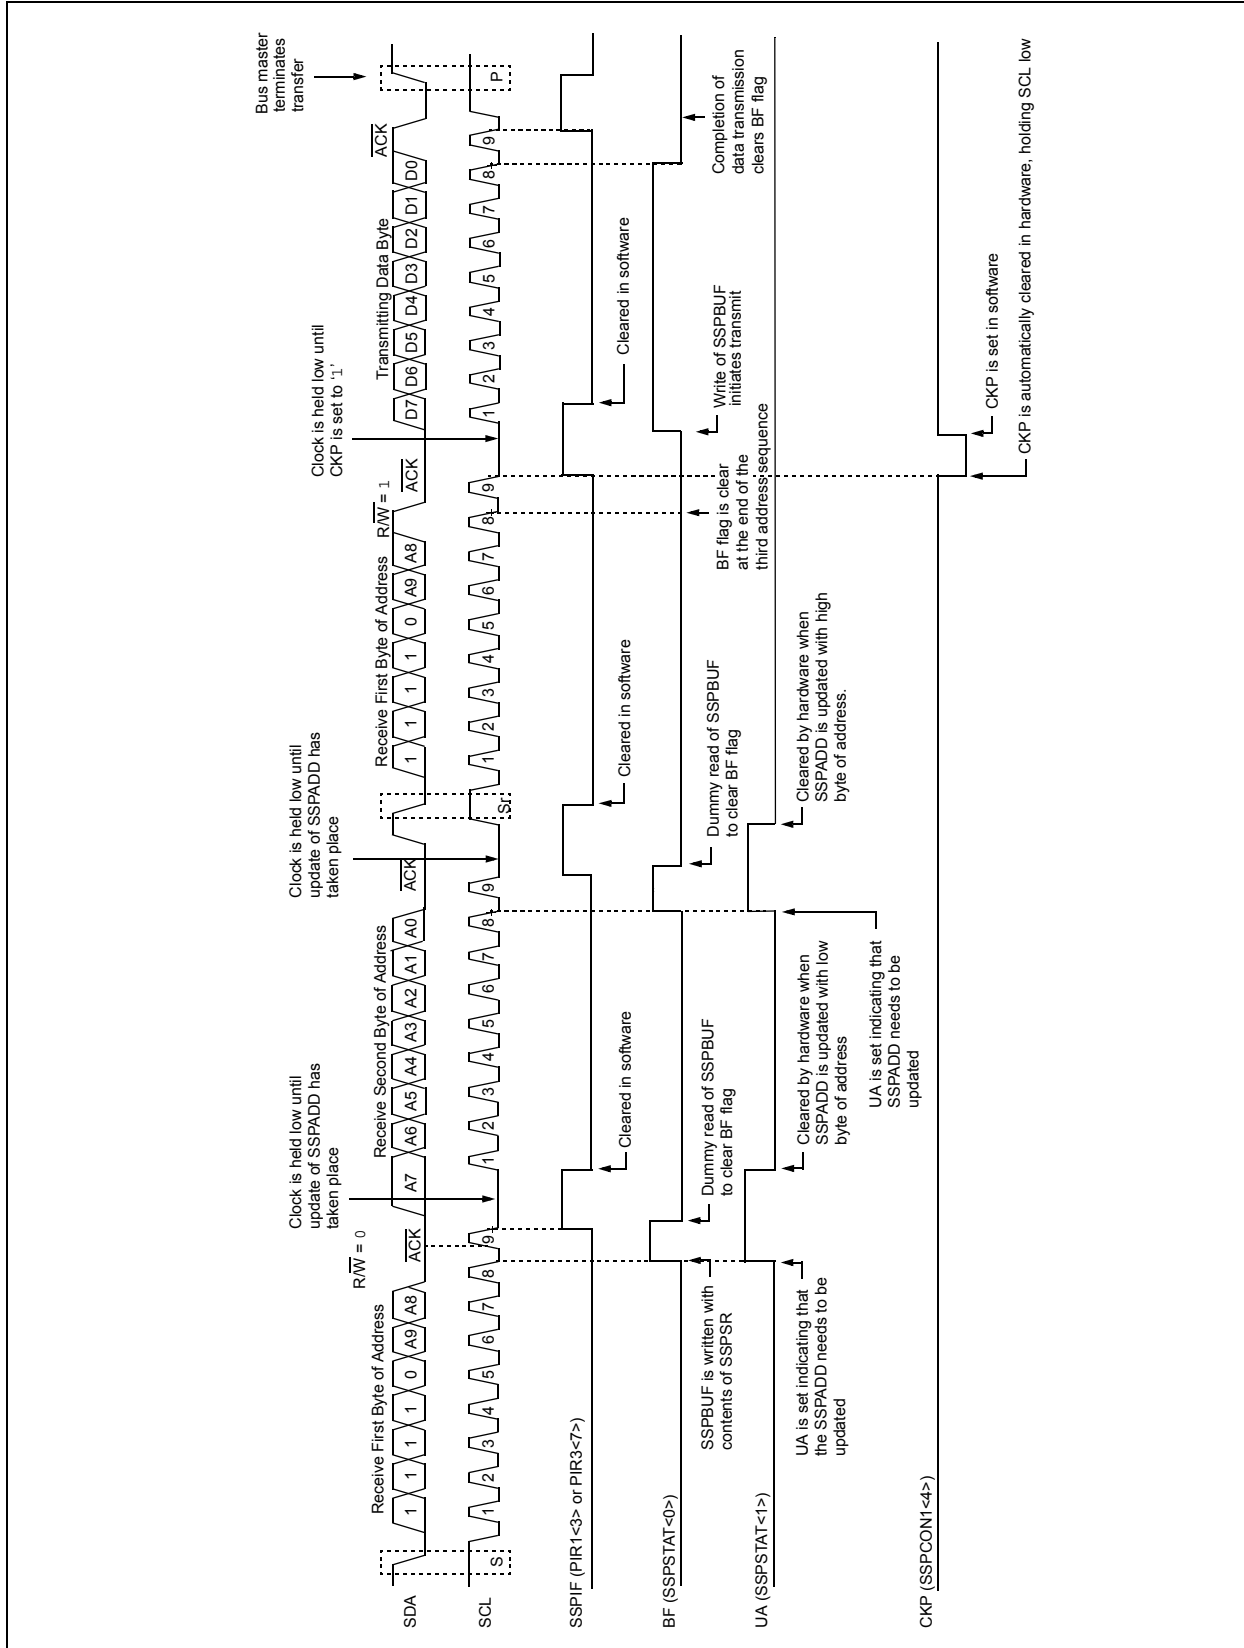 Bus master
terminates
transfer
Clock is held low until
update of SSPADD has
taken place
Clock is held low until
update of SSPADD has
taken place
Clock is held low until
CKP is set to ‘1’
R/W = 0
R/W = 1
Receive First Byte of Address
Receive Second Byte of Address
Receive First Byte of Address
Transmitting Data Byte
ACK
ACK
ACK
ACK
SDA
1 1 1 1 0 A9 A8
A7 A6 A5 A4 A3 A2 A1 A0
1 1 1 1 0 A9 A8
D7 D6 D5 D4 D3 D2 D1 D0
SCL
S
1 2 3 4 5 6 7 8 9
1 2 3 4 5 6 7 8 9
Sr
1 2 3 4 5 6 7 8 9
1 2 3 4 5 6 7 8 9
P
SSPIF (PIR1<3> or PIR3<7>)
Cleared in software
Cleared in software
Cleared in software
BF (SSPSTAT<0>)
SSPBUF is written with
contents of SSPSR
Dummy read of SSPBUF
to clear BF flag
Dummy read of SSPBUF
to clear BF flag
BF flag is clear
at the end of the
third address sequence
Write of SSPBUF
initiates transmit
Completion of
data transmission
clears BF flag
UA (SSPSTAT<1>)
UA is set indicating that
the SSPADD needs to be
updated
Cleared by hardware when
SSPADD is updated with low
byte of address
UA is set indicating that
SSPADD needs to be
updated
Cleared by hardware when
SSPADD is updated with high
byte of address.
CKP (SSPCON1<4>)
CKP is set in software
CKP is automatically cleared in hardware, holding SCL low